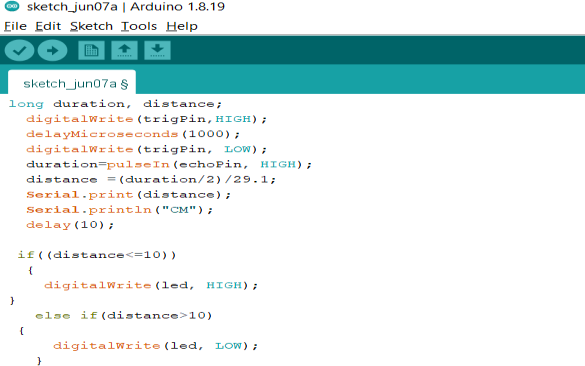 sketch_jun07a | Arduino 1.8.19
File Edit Sketch Tools Help
sketch_jun07a §
long duration, distance;
digitalWrite(trigPin,HIGH);
delayMicroseconds(1000);
digitalWrite(trigPin, LOW);
duration=pulseIn(echoPin, HIGH);
distance =(duration/2)/29.1;
Serial.print(distance);
Serial.println("CM");
delay(10);
if((distance<=10))
{
digitalWrite(led, HIGH);
}
else if(distance>10)
{
digitalWrite(led, LOW);
}